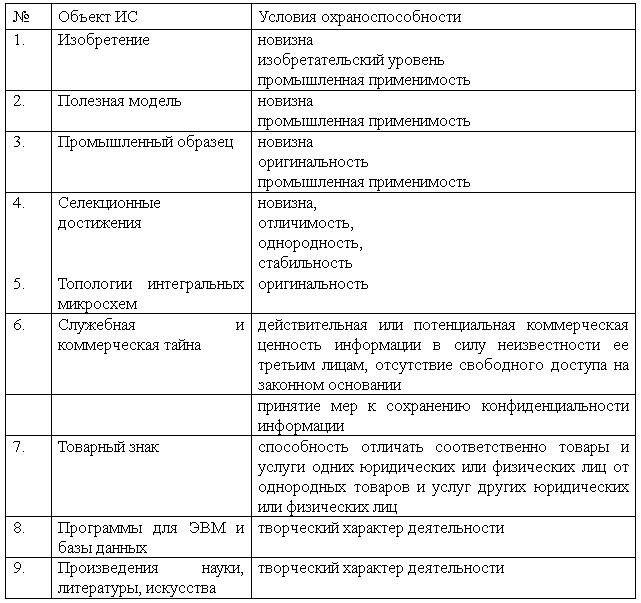 № Объект ИС Условия охраноспособности
1. Изобретение новизна
изобретательский уровень
промышленная применимость
2. Полезная модель новизна
промышленная применимость
3. Промышленный образец новизна
оригинальность
промышленная применимость
4. Селекционные новизна,
достижения отличимость,
однородность,
стабильность
5. Топологии интегральных оригинальность
микросхем
6. Служебная и действительная или потенциальная коммерческая
коммерческая тайна ценность информации в силу неизвестности ее
третьим лицам, отсутствие свободного доступа на
законном основании
принятие мер к сохранению конфиденциальности
информации
7. Товарный знак способность отличать соответственно товары и
услуги одних юридических или физических лиц от
однородных товаров и услуг других юридических
или физических лиц
8. Программы для ЭВМ и творческий характер деятельности
базы данных
9. Произведения науки, творческий характер деятельности
литературы, искусства